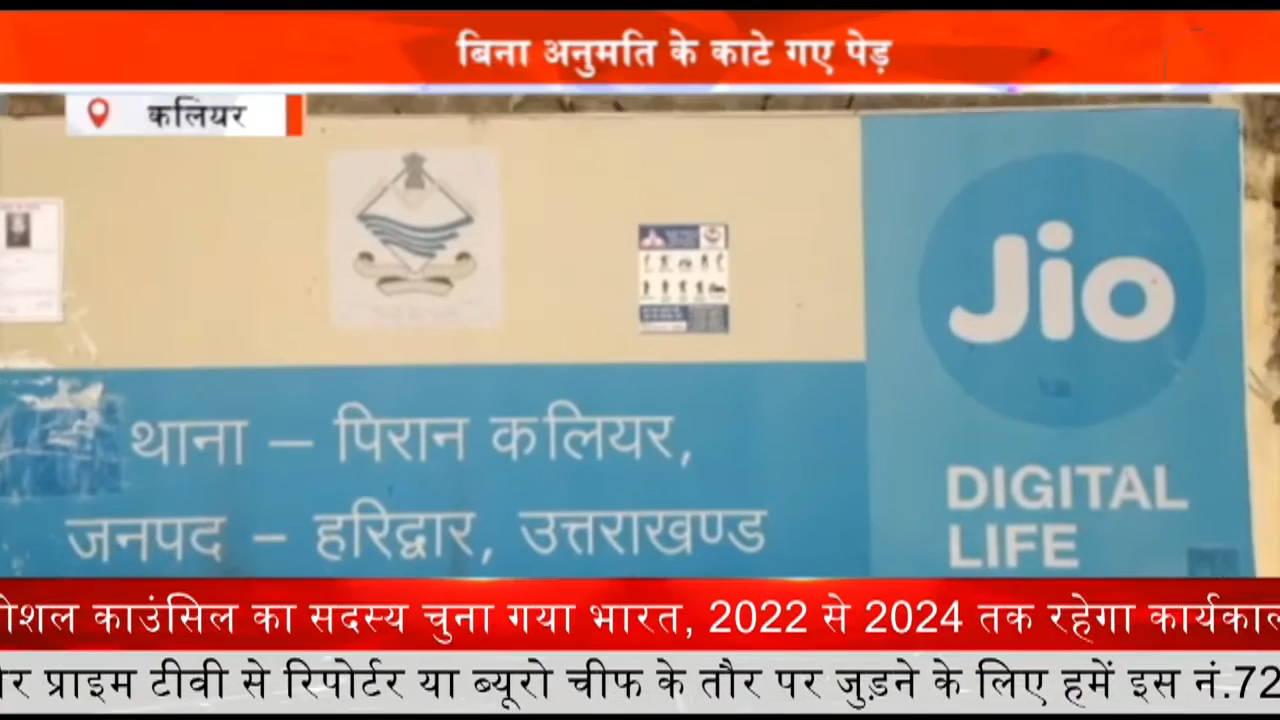 बिना अनुमति के काटे गए पेड़
कलियर
Jio
DIGITAL
LIFE
थाना – पिरान कलियर,
जनपद – हरिद्वार, उत्तराखण्ड
काउंसिल का सदस्य चुना गया भारत, 2022 से 2024 तक रहेगा कार्यकाल
प्राइम टीवी से रिपोर्टर या ब्यूरो चीफ के तौर पर जुड़ने के लिए हमें इस नं.72